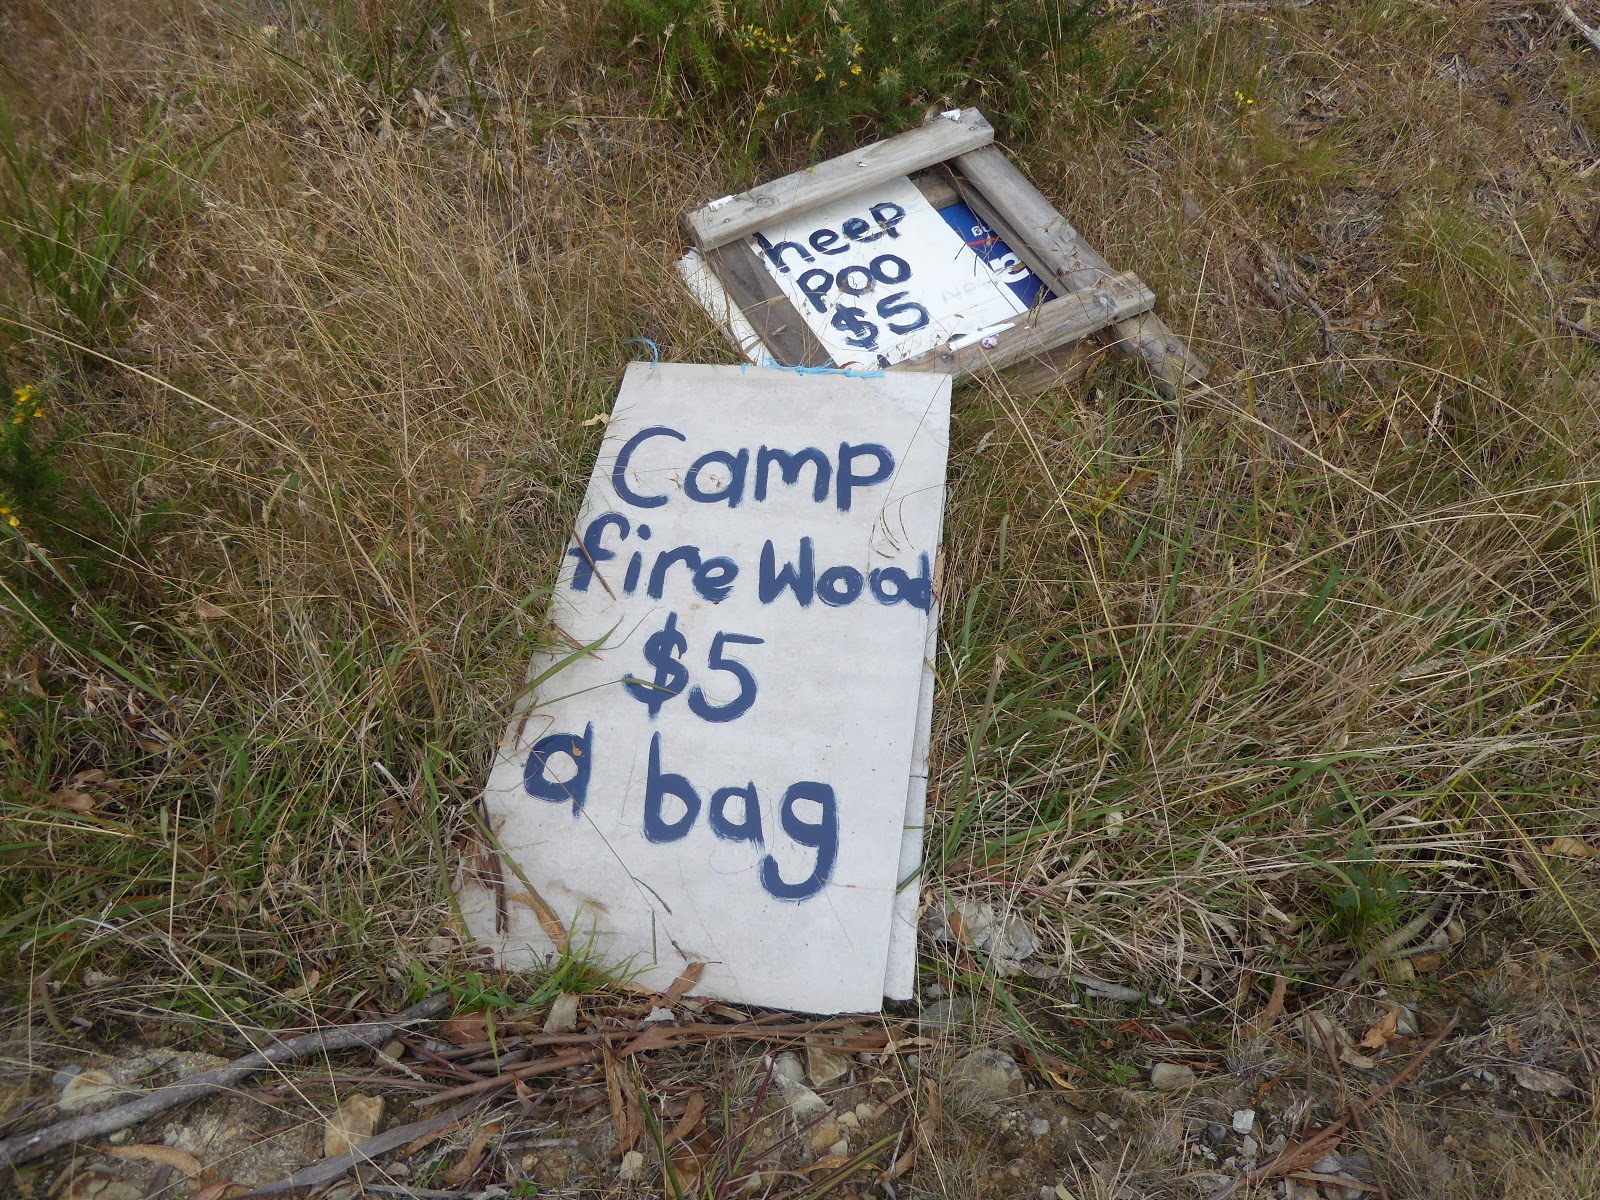 heep
poo
$5
Camp
fire Wood
$5
a bag